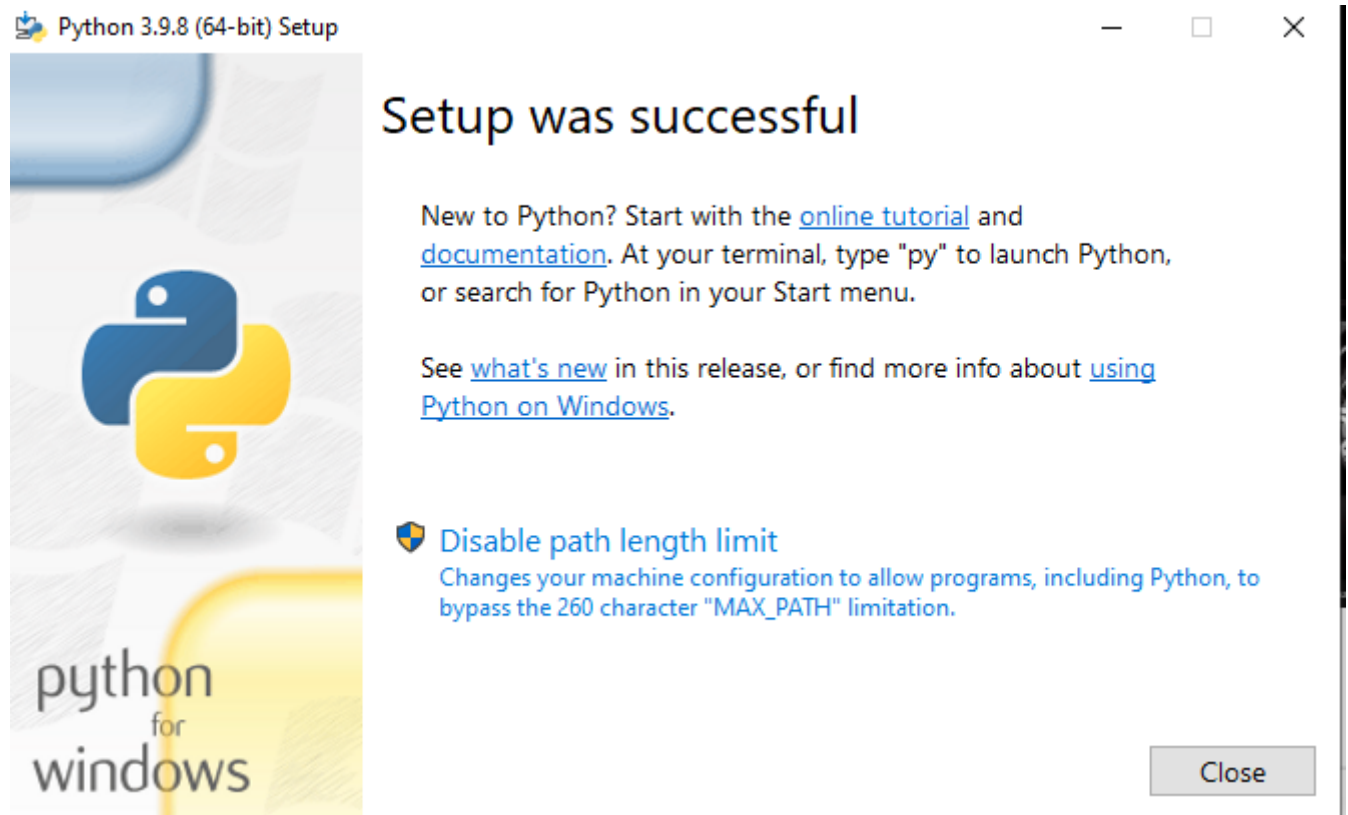 Python 3.9.8 (64-bit) Setup
Setup was successful
New to Python? Start with the online tutorial and
documentation. At your terminal, type "py" to launch Python,
or search for Python in your Start menu.
See what's new in this release, or find more info about using
Python on Windows.
Disable path length limit
Changes your machine configuration to allow programs, including Python, to
bypass the 260 character "MAX_PATH" limitation.
python
for
windows
Close